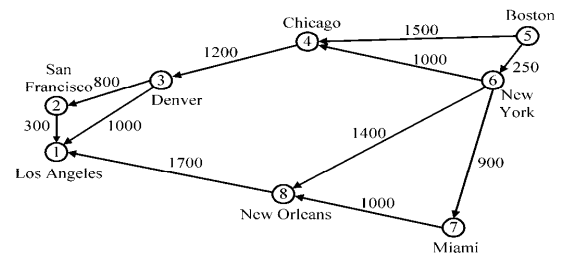 Boston
Chicago
1500
5
4
1000
250
1200
San
Francisco
800
3
6
New
York
Denver
2
300
1000
1400
1
1700
900
Los Angeles
8
1000
New Orleans
7
Miami